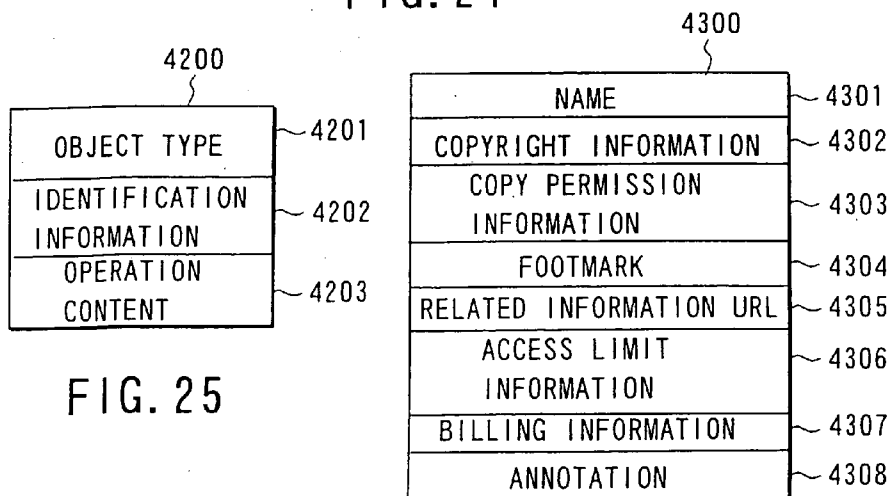 4300
4200
OBJECT TYPE
4201
IDENTIFICATION
INFORMATION
4202
OPERATION
CONTENT
4203
FIG. 25
NAME
4301
COPYRIGHT INFORMATION
4302
COPY PERMISSION
INFORMATION
4303
FOOTMARK
4304
RELATED INFORMATION URL
4305
ACCESS LIMIT
INFORMATION
4306
BILLING INFORMATION
4307
ANNOTATION
4308